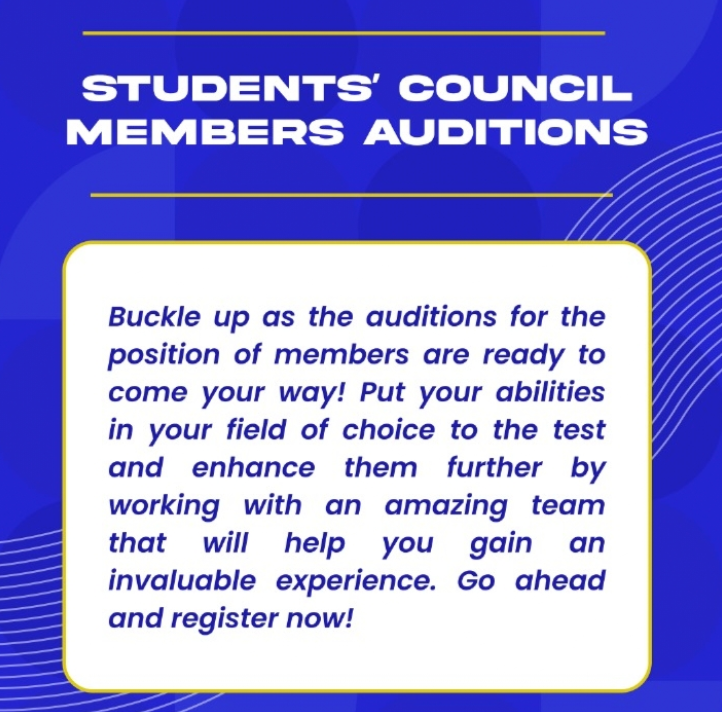 STUDENTS' COUNCIL
MEMBERS AUDITIONS
Buckle up as the auditions for the
position of members are ready to
come your way! Put your abilities
in your field of choice to the test
and enhance them further by
working with an amazing team
that will help you gain an
invaluable experience. Go ahead
and register now!